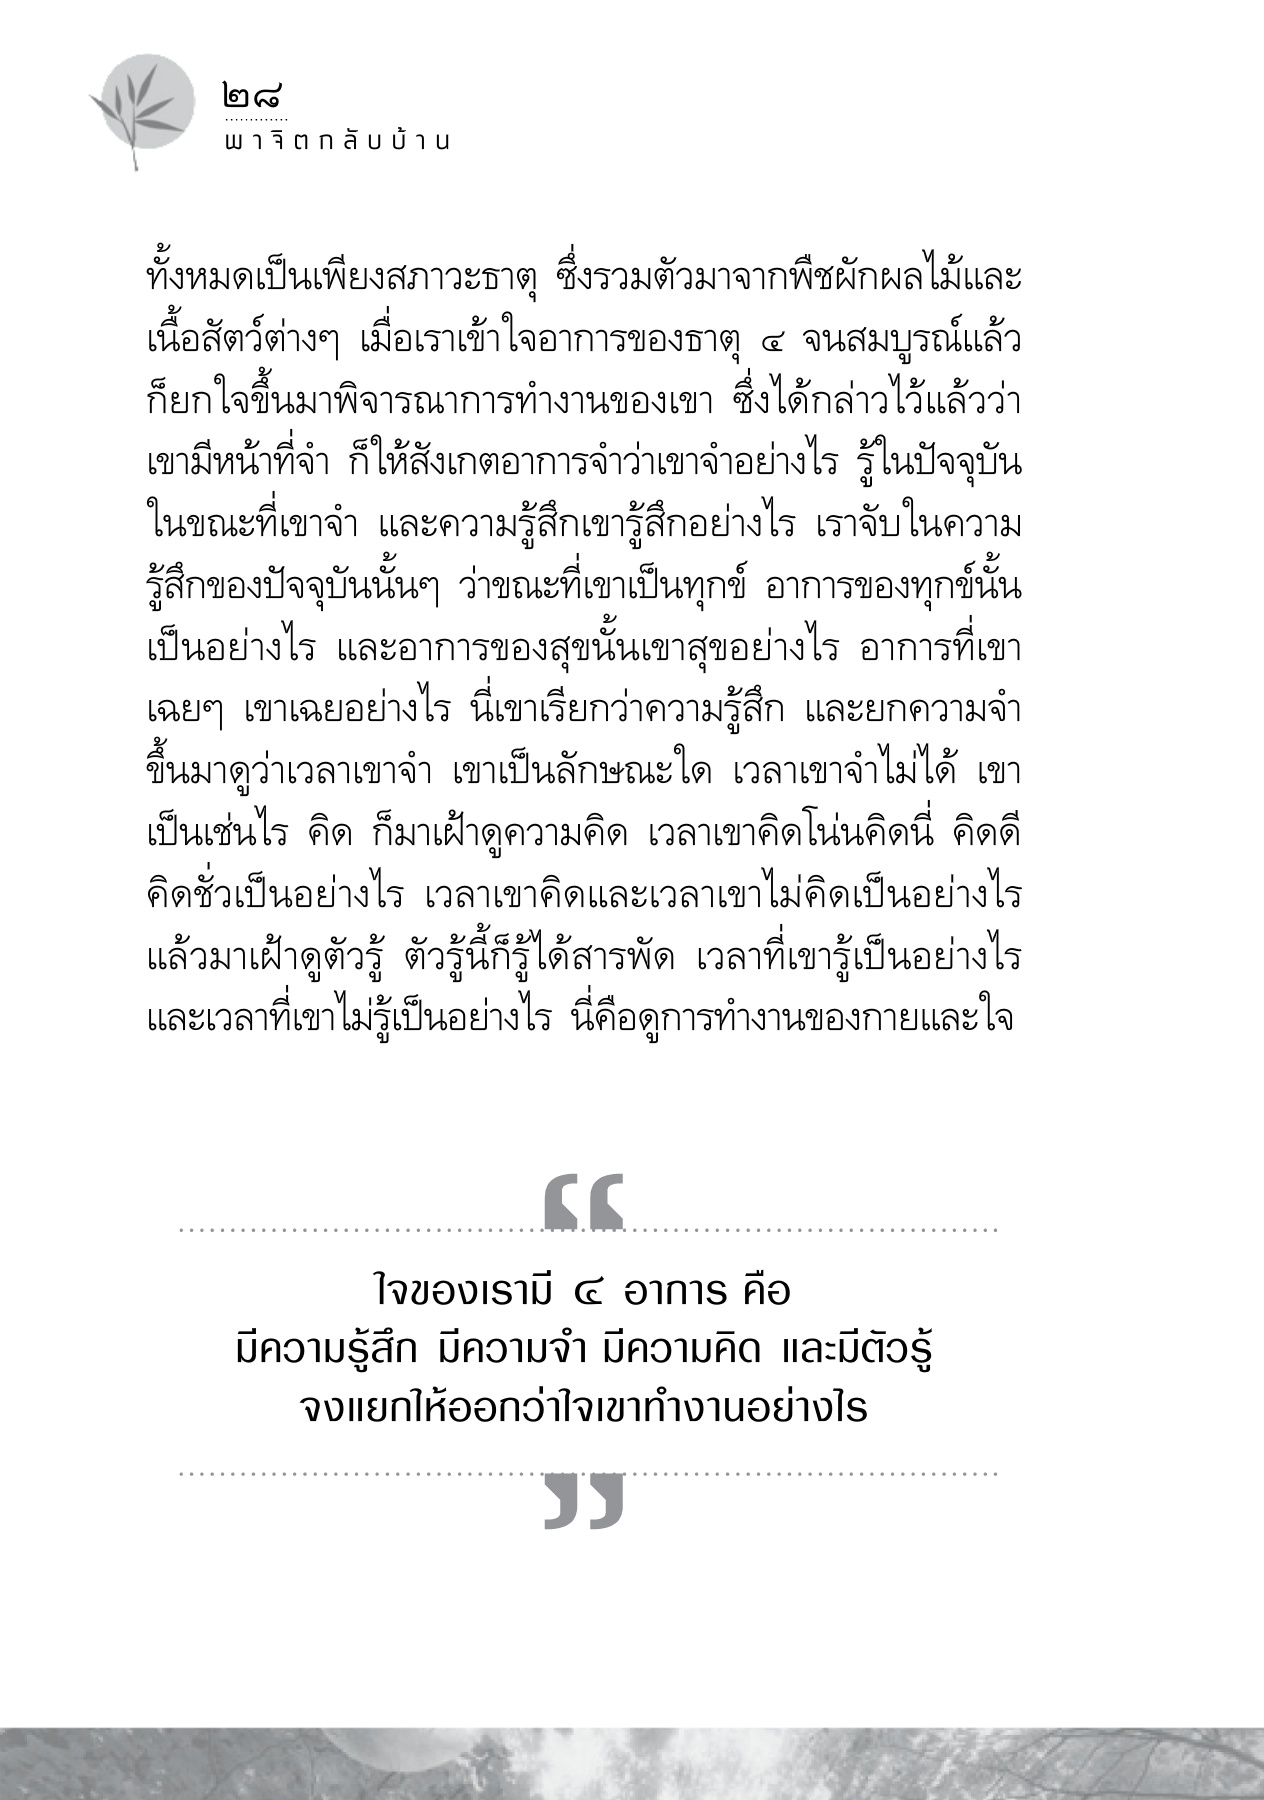 ๒๘
พาจิตกลับบ้าน
ทั้งหมดเป็นเพียงสภาวะธาตุ ซึ่งรวมตัวมาจากพืชผักผลไม้และ
เนื้อสัตว์ต่างๆ เมื่อเราเข้าใจอาการของธาตุ ๔ จนสมบูรณ์แล้ว
ก็ยกใจขึ้นมาพิจารณาการทำงานของเขา ซึ่งได้กล่าวไว้แล้วว่า
เขามีหน้าที่จำ ก็ให้สังเกตอาการจำว่าเขาจำอย่างไร รู้ในปัจจุบัน
ในขณะที่เขาจำ และความรู้สึกเขารู้สึกอย่างไร เราจับในความ
รู้สึกของปัจจุบันนั้นๆ ว่าขณะที่เขาเป็นทุกข์ อาการของทุกข์นั้น
เป็นอย่างไร และอาการของสุขนั้นเขาสุขอย่างไร อาการที่เขา
เฉยๆ เขาเฉยอย่างไร นี่เขาเรียกว่าความรู้สึก และยกความจำ
ขึ้นมาดูว่าเวลาเขาจำ เขาเป็นลักษณะใด เวลาเขาจำไม่ได้ เขา
เป็นเช่นไร คิด ก็มาเฝ้าดูความคิด เวลาเขาคิดโน่นคิดนี่ คิดดี
คิดชั่วเป็นอย่างไร เวลาเขาคิดและเวลาเขาไม่คิดเป็นอย่างไร
แล้วมาเฝ้าดูตัวรู้ ตัวรู้นี้ก็รู้ได้สารพัด เวลาที่เขารู้เป็นอย่างไร
และเวลาที่เขาไม่รู้เป็นอย่างไร นี่คือดูการทำงานของกายและใจ
“
ใจของเรามี ๔ อาการ คือ
มีความรู้สึก มีความจำ มีความคิด และมีตัวรู้
จงแยกให้ออกว่าใจเขาทำงานอย่างไร
”